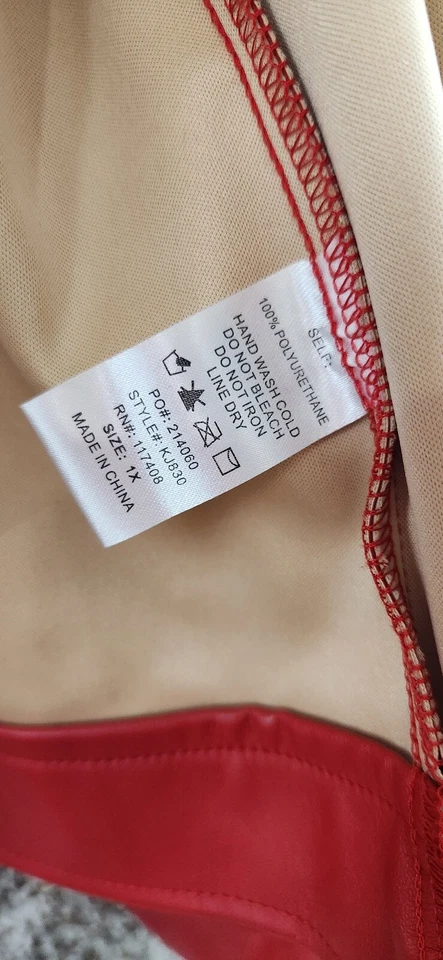 SELF:
100% POLYURETHANE
HAND WASH COLD
DO NOT BLEACH
DO NOT IRON
LINE DRY
PO#: 214060
STYLE#: KJ830
RN#: 117408
SIZE: 1X
MADE IN CHINA